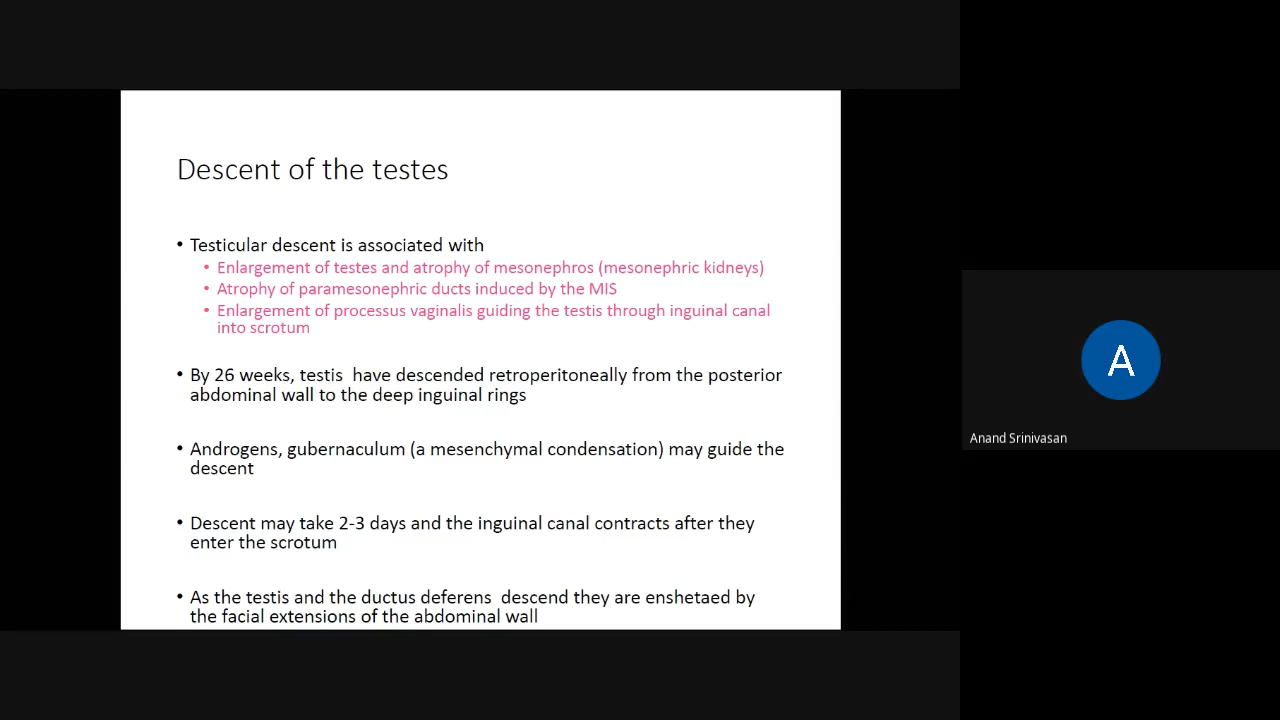 Descent of the testes
• Testicular descent is associated with
• Enlargement of testes and atrophy of mesonephros (mesonephric kidneys)
• Atrophy of paramesonephric ducts induced by the MIS
• Enlargement of processus vaginalis guiding the testis through inguinal canal
into scrotum
• By 26 weeks, testis  have descended retroperitoneally from the posterior
abdominal wall to the deep inguinal rings
• Androgens, gubernaculum (a mesenchymal condensation) may guide the
descent
• Descent may take 2-3 days and the inguinal canal contracts after they
enter the scrotum
• As the testis and the ductus deferens  descend they are enshetaed by
the facial extensions of the abdominal wall
A
Anand Srinivasan